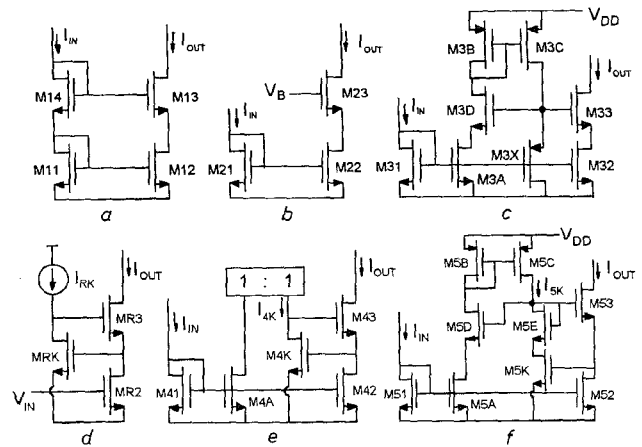 I_IN
I_OUT
M14
M13
M11
M12
a
I_OUT
V_B
M23
I_IN
M21
M22
b
V_DD
M3B
M3C
I_OUT
I_IN
M3D
M33
M31
M3X
M32
M3A
c
I_RK
I_OUT
MR3
MRK
V_IN
MR2
d
1 : 1
I_OUT
I_4K
I_IN
M43
M4K
M41
M4A
M42
e
V_DD
M5B
M5C
I_OUT
I_5K
M5D
M5E
M53
I_IN
M5K
M51
M5A
M52
f